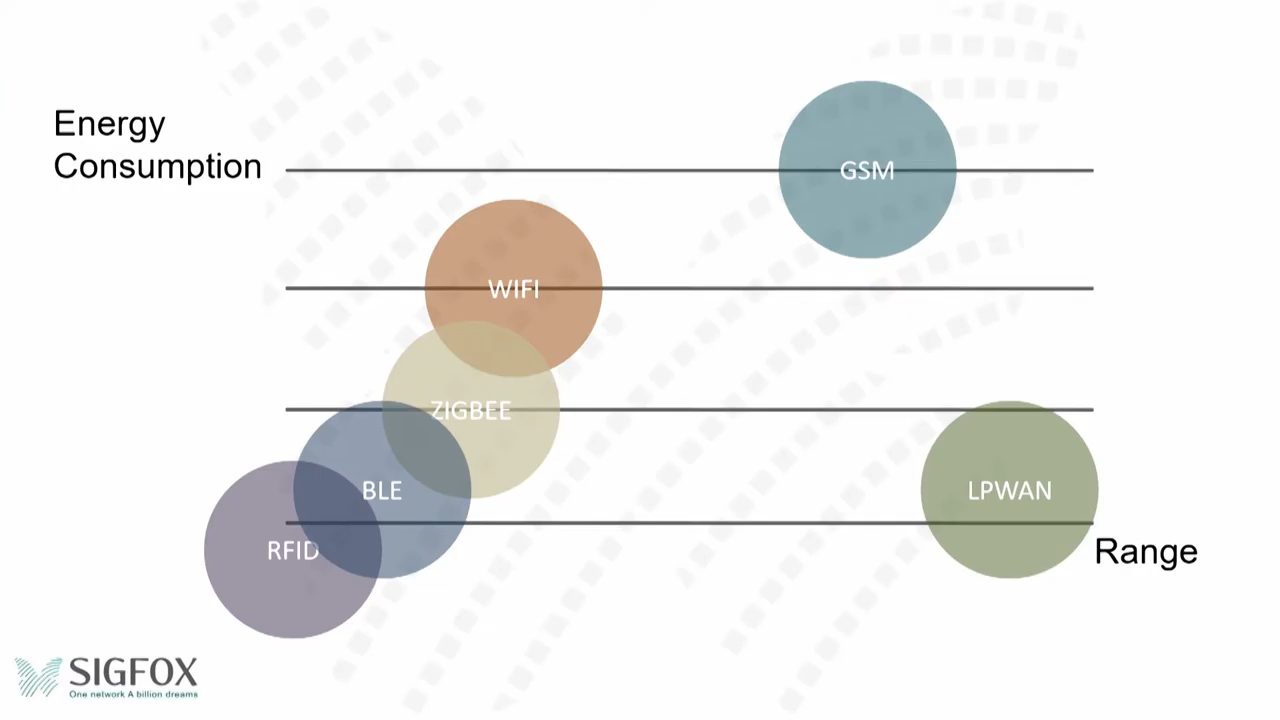 Energy
Consumption
GSM
WIFI
ZIGBEE
BLE
LPWAN
RFID
Range
SIGFOX
One network A billion dreams